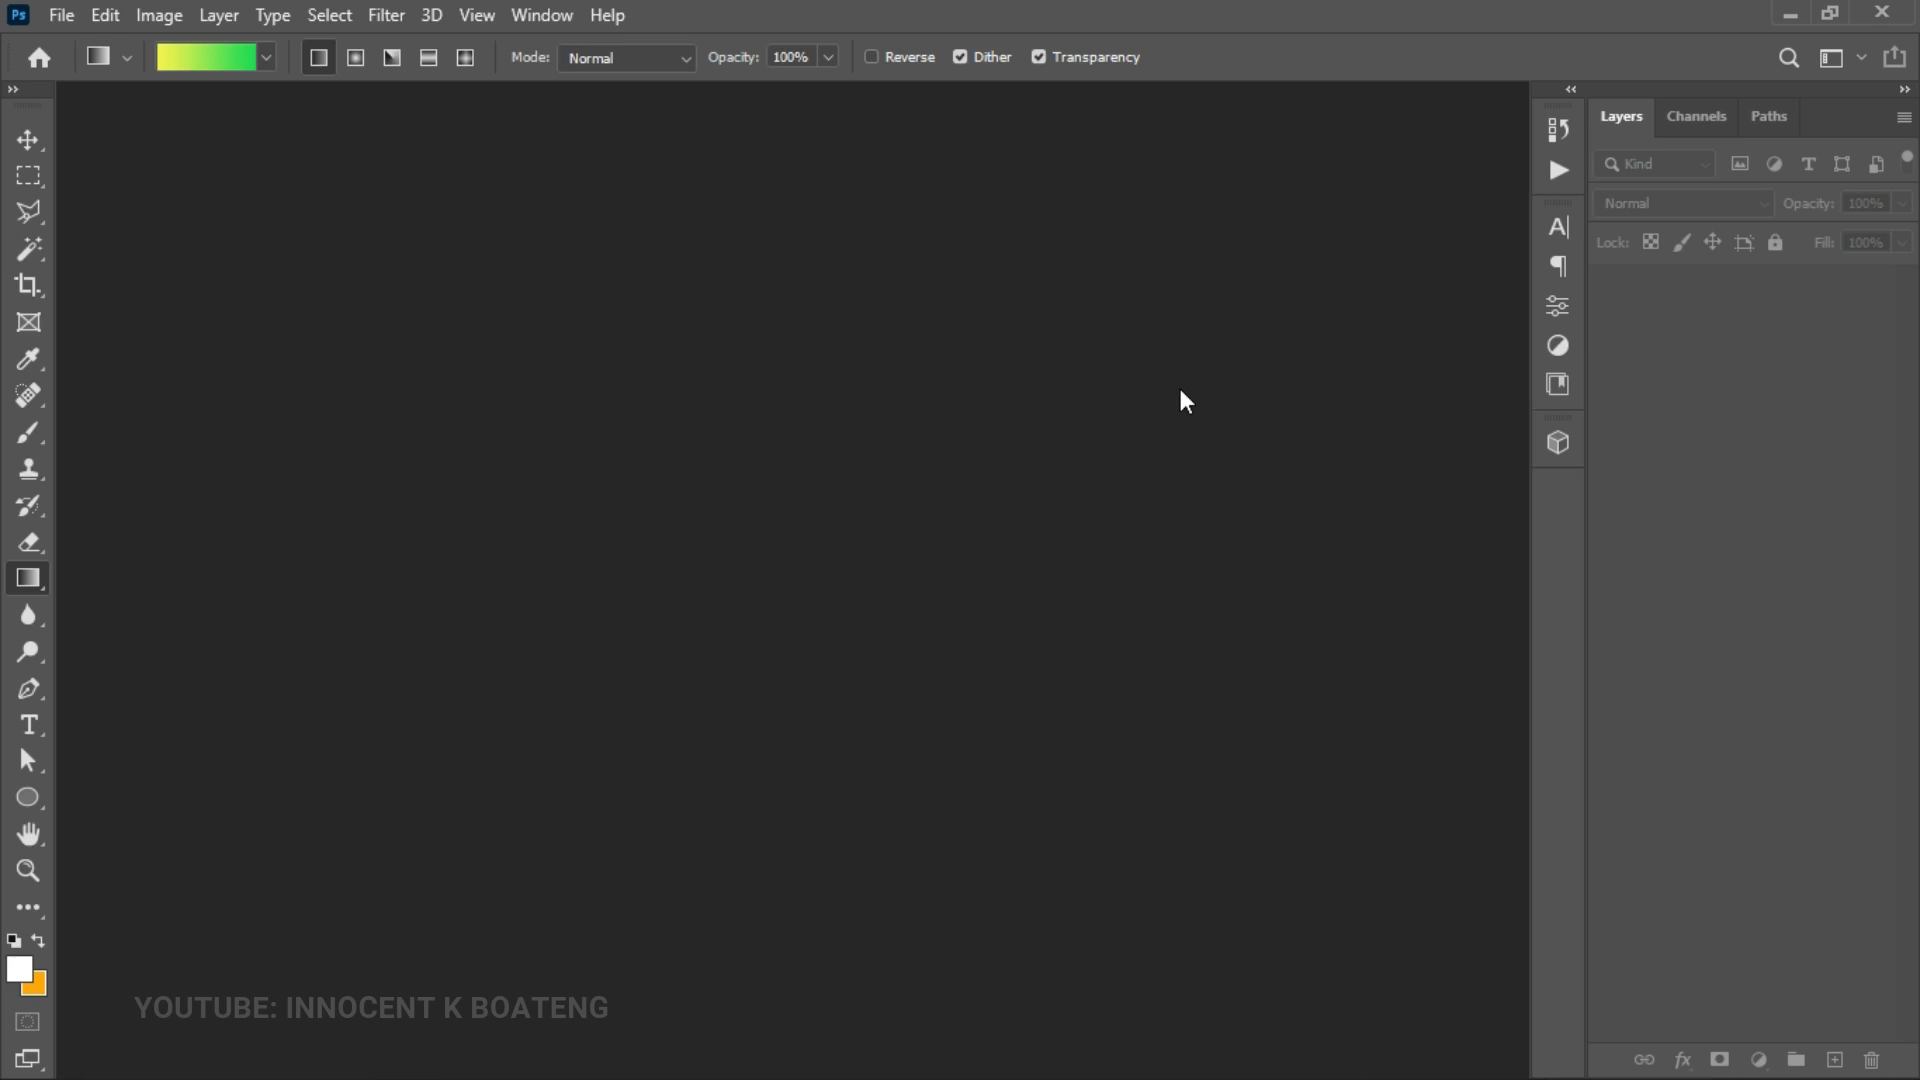 Ps File Edit Image Layer Type Select Filter 3D View Window Help
Mode: Normal Opacity: 100% Reverse Dither Transparency
Layers Channels Paths
Kind
Normal Opacity: 100%
Lock: Fill: 100%
YOUTUBE: INNOCENT K BOATENG